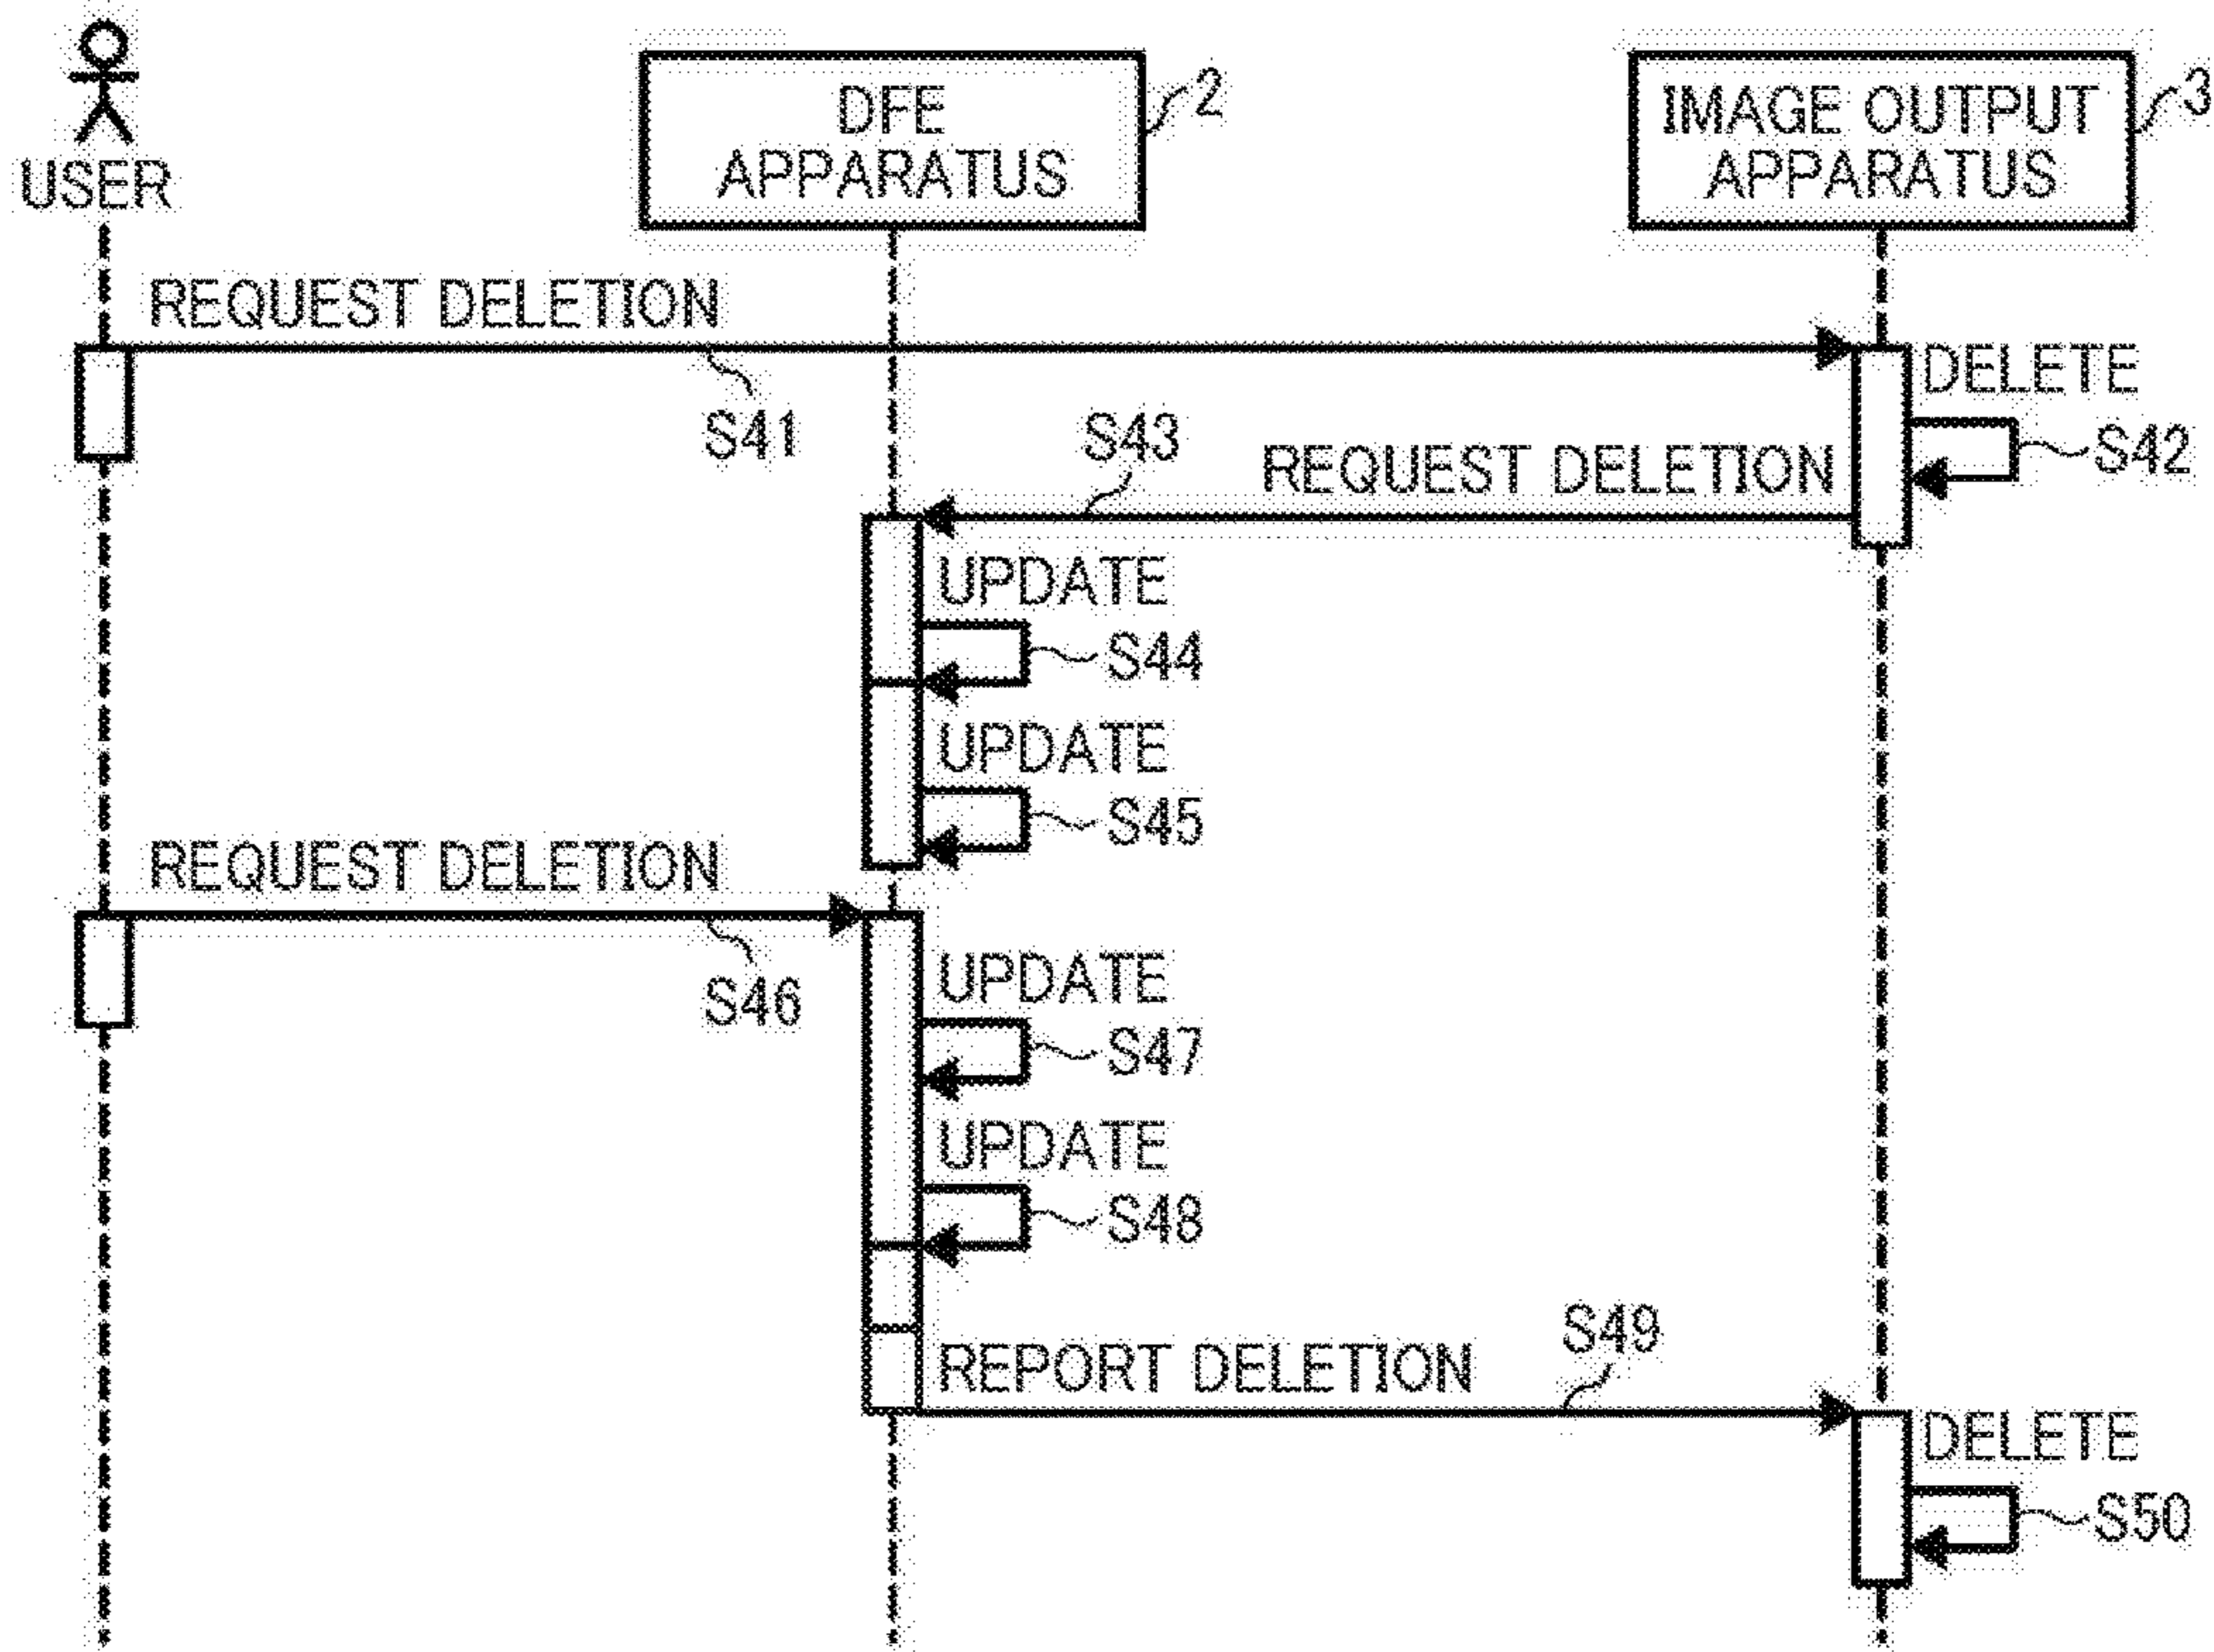 USER
DFE
APPARATUS
2
IMAGE OUTPUT
APPARATUS
3
REQUEST DELETION
S41
DELETE
S42
S43
REQUEST DELETION
UPDATE
S44
UPDATE
S45
REQUEST DELETION
S46
UPDATE
S47
UPDATE
S48
REPORT DELETION
S49
DELETE
S50